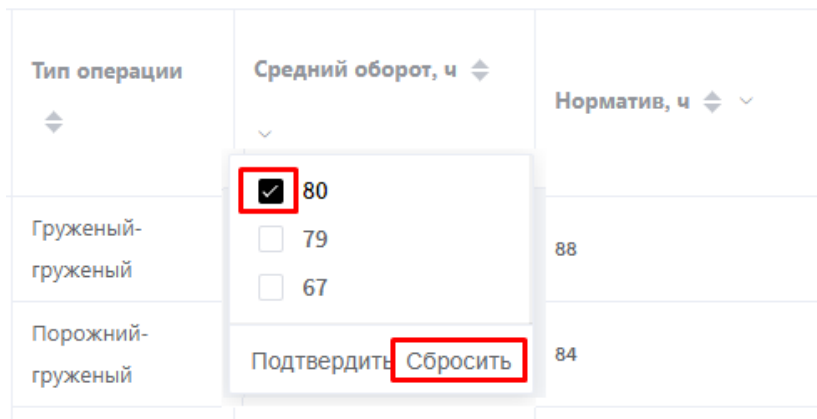 Тип операции
Средний оборот, ч
Норматив, ч
80
79
67
Груженый-
груженый
88
Порожний-
груженый
84
Подтвердить Сбросить